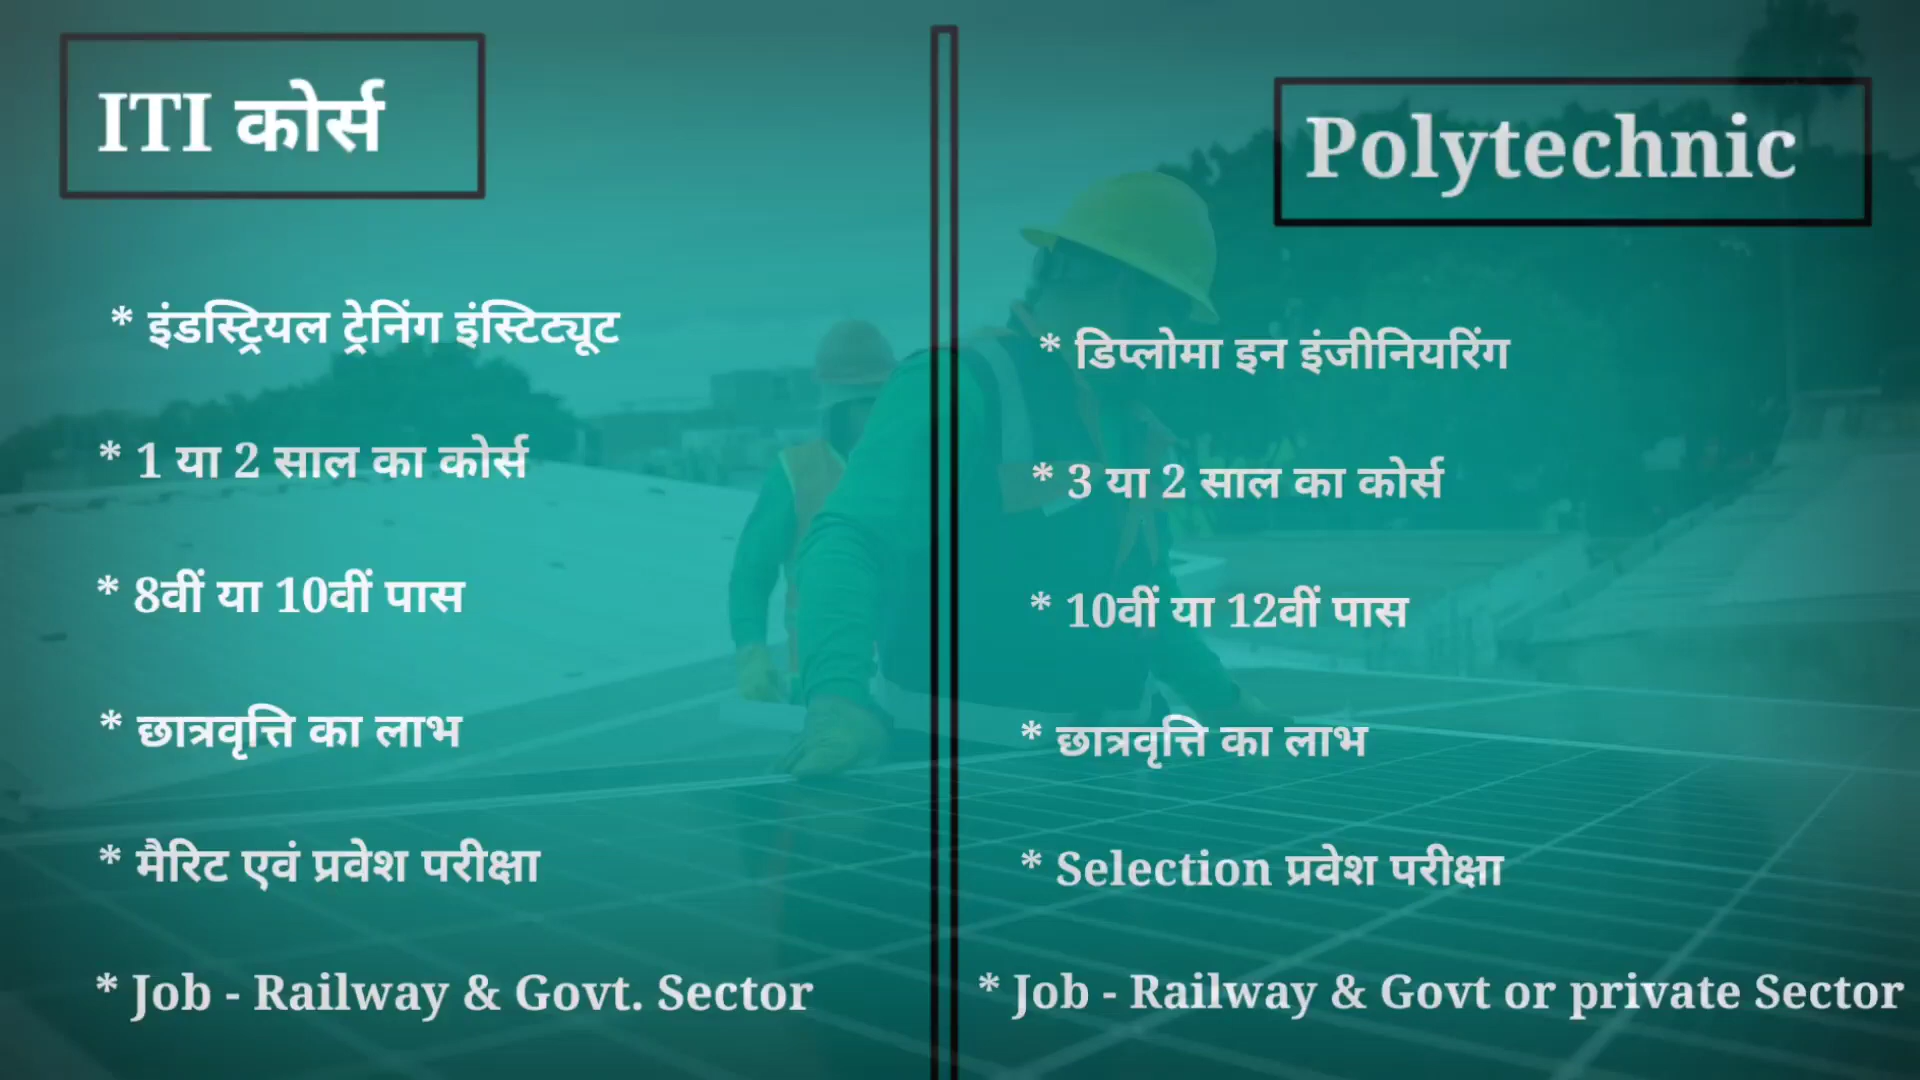 ITI कोर्स
* इंडस्ट्रियल ट्रेनिंग इंस्टिट्यूट
* 1 या 2 साल का कोर्स
* 8वीं या 10वीं पास
* छात्रवृत्ति का लाभ
* मैरिट एवं प्रवेश परीक्षा
* Job - Railway & Govt. Sector
Polytechnic
* डिप्लोमा इन इंजीनियरिंग
* 3 या 2 साल का कोर्स
* 10वीं या 12वीं पास
* छात्रवृत्ति का लाभ
* Selection प्रवेश परीक्षा
* Job - Railway & Govt or private Sector